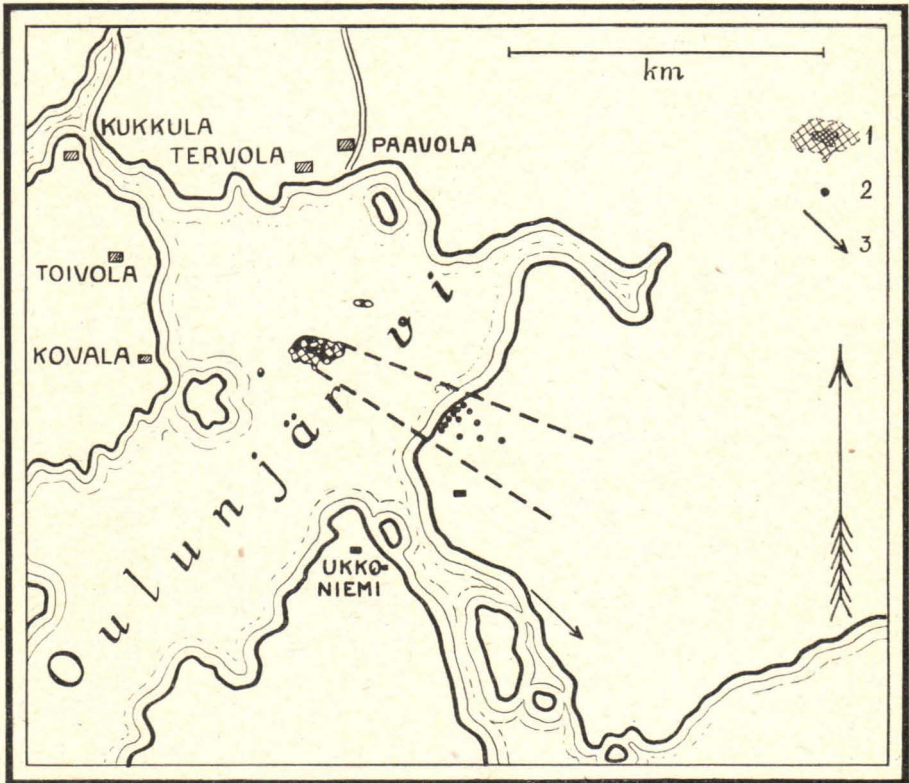 km
1
2
3
KUKKULA
TERVOLA
PAAVOLA
TOIVOLA
KOVALA
Oulunjärvi
UKKO-
NIEMI